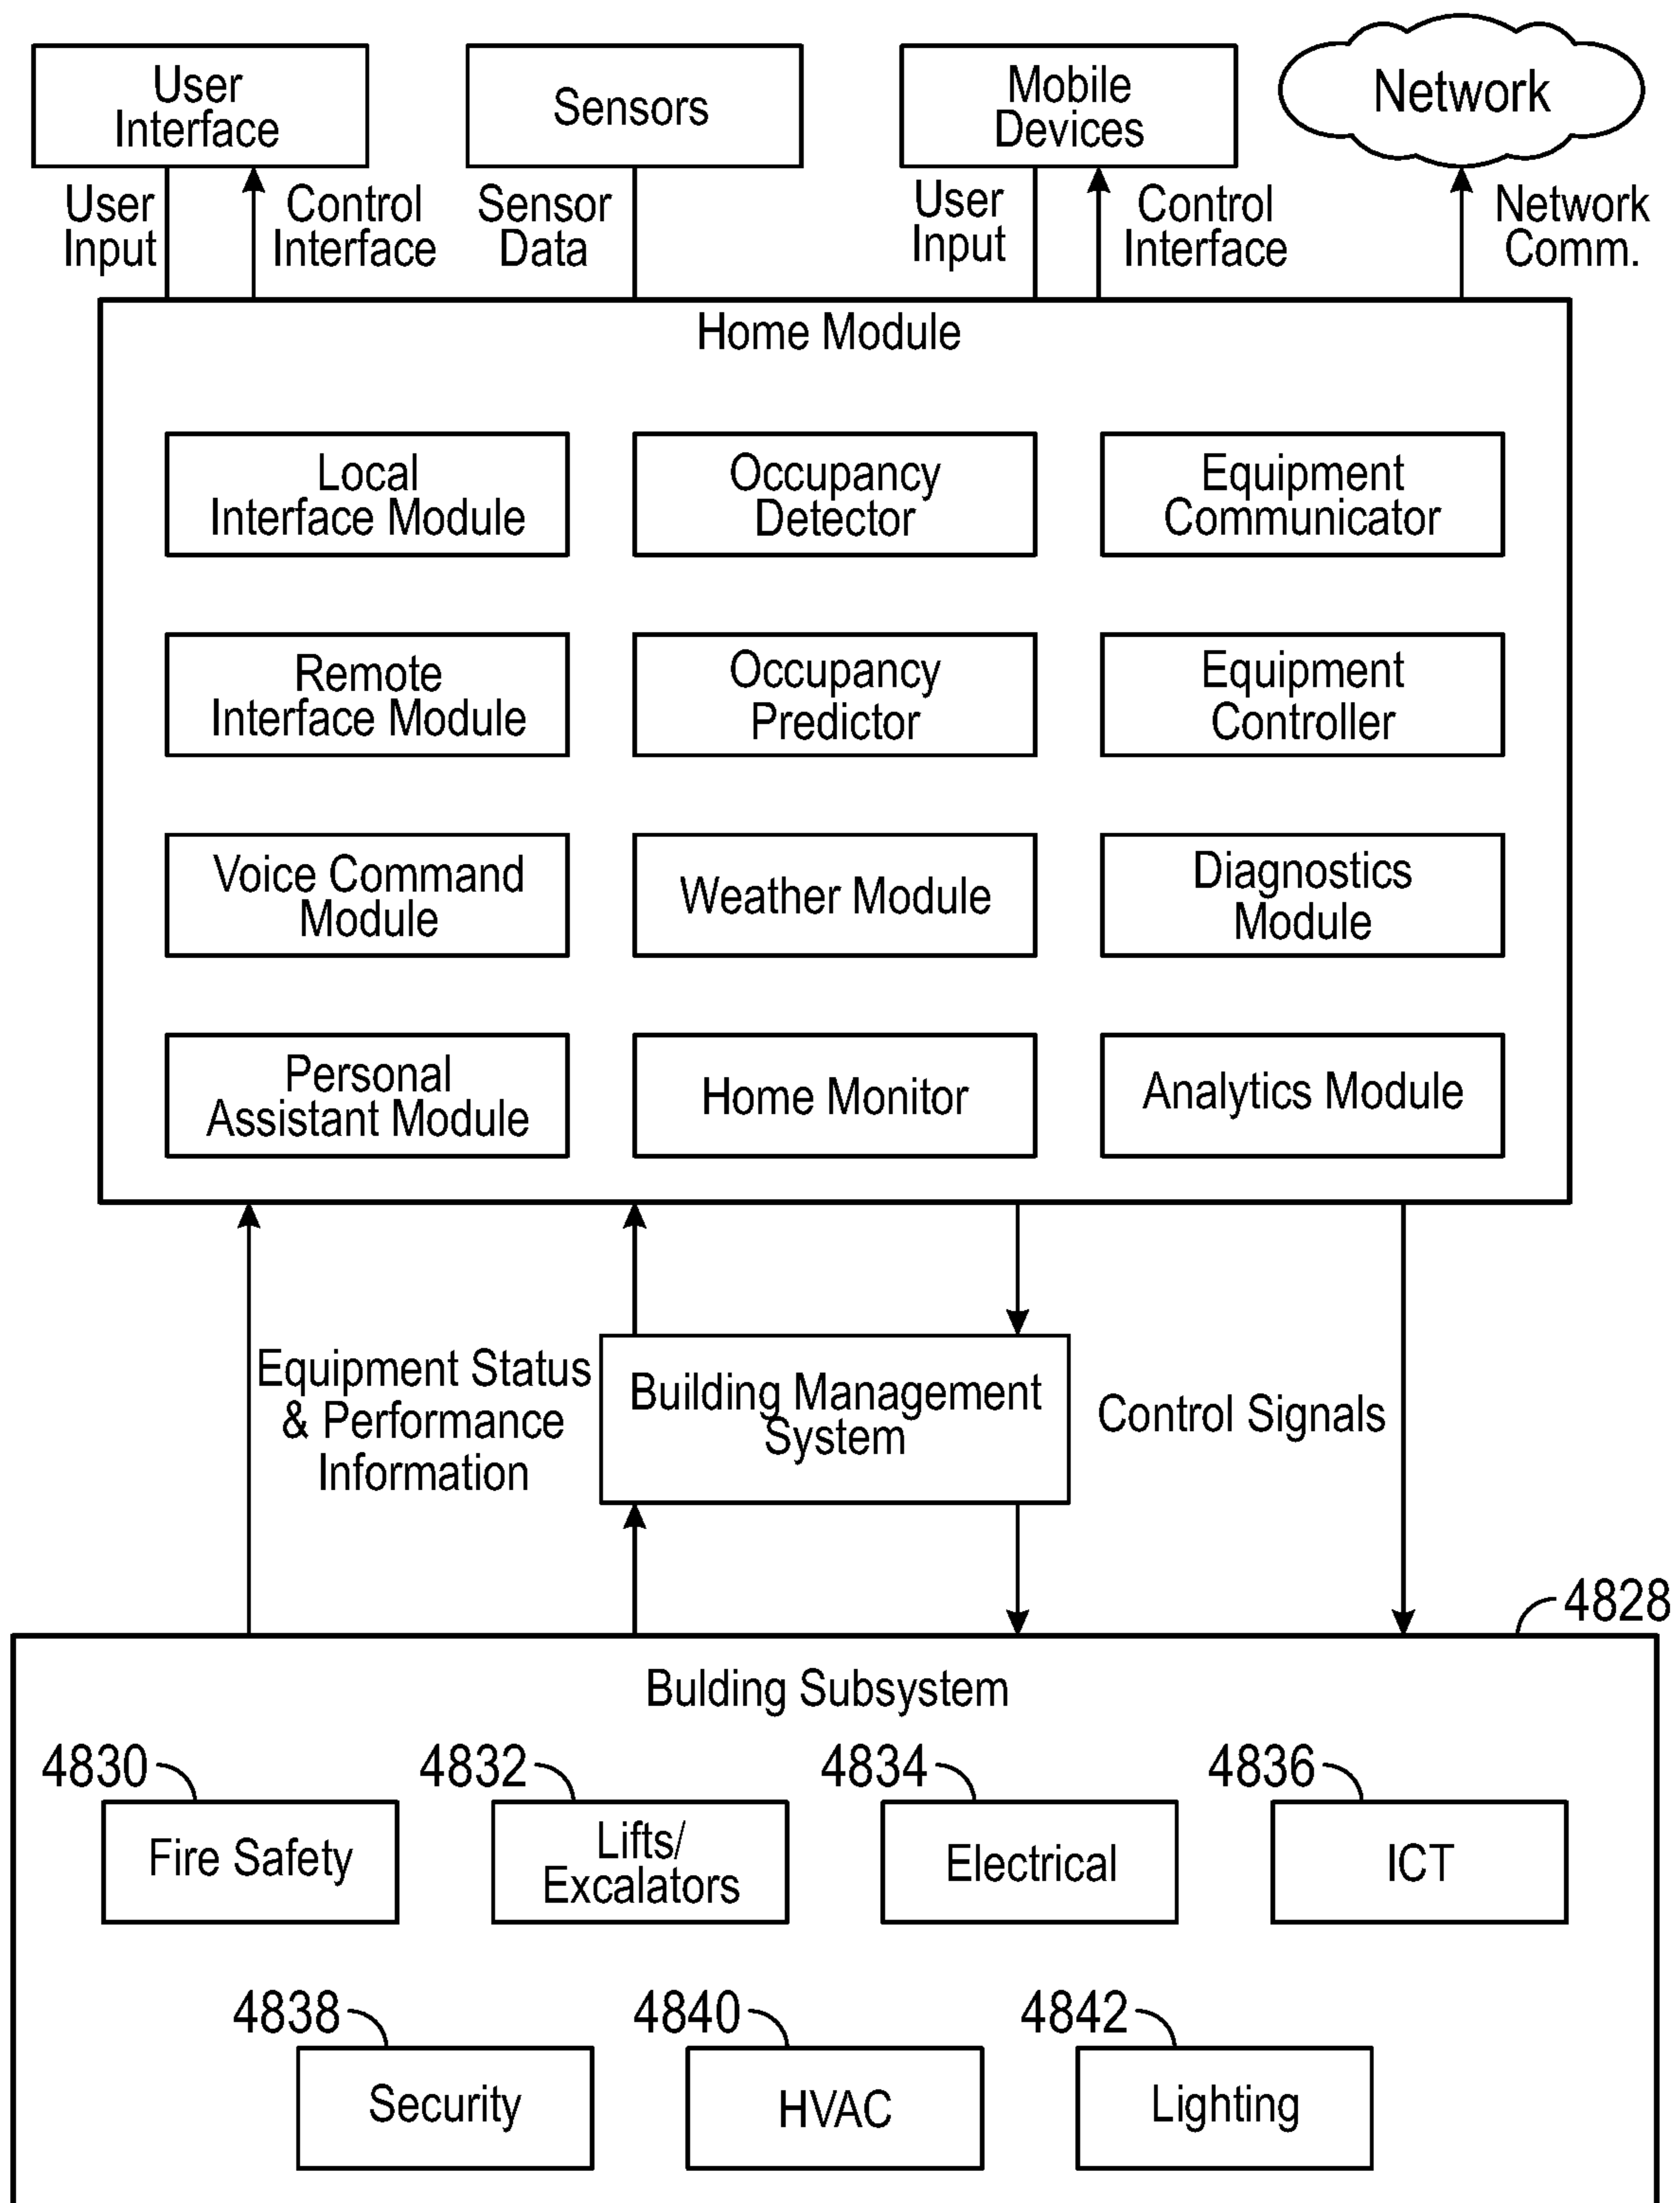 User
Interface
Sensors
Mobile
Devices
Network
User
Input
Control
Interface
Sensor
Data
User
Input
Control
Interface
Network
Comm.
Home Module
Local
Interface Module
Occupancy
Detector
Equipment
Communicator
Remote
Interface Module
Occupancy
Predictor
Equipment
Controller
Voice Command
Module
Weather Module
Diagnostics
Module
Personal
Assistant Module
Home Monitor
Analytics Module
Equipment Status
& Performance
Information
Building Management
System
Control Signals
4828
Bulding Subsystem
4830
Fire Safety
4832
Lifts/
Excalators
4834
Electrical
4836
ICT
4838
Security
4840
HVAC
4842
Lighting